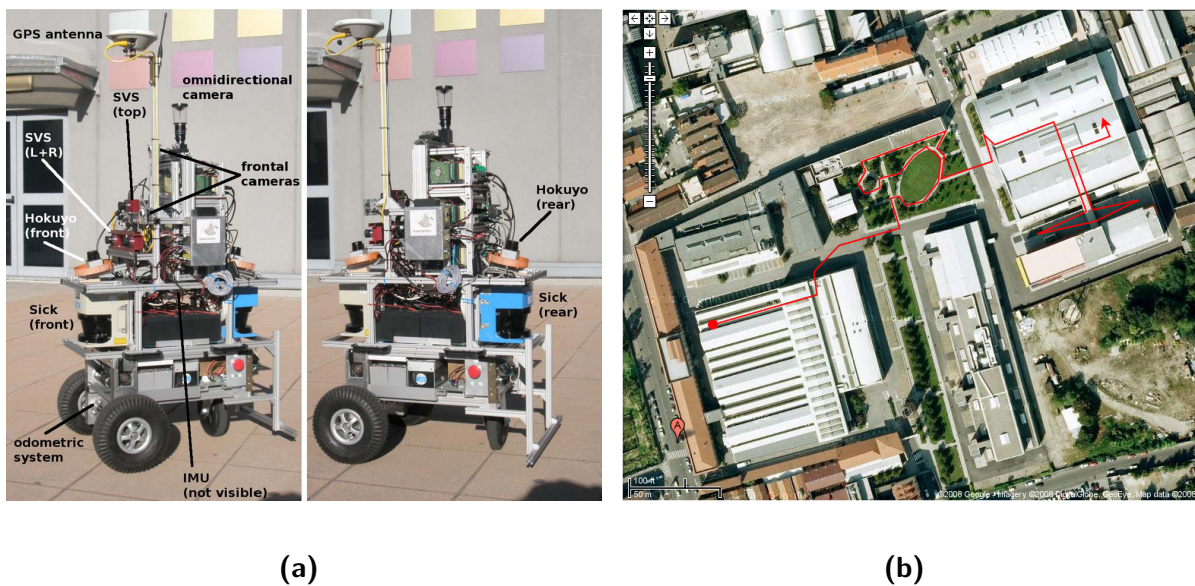 GPS antenna
omnidirectional
camera
SVS
(top)
SVS
(L+R)
frontal
cameras
Hokuyo
(front)
Hokuyo
(rear)
Sick
(front)
Sick
(rear)
odometric
system
IMU
(not visible)
A
100 ft
50 m
©2008 Google - Imagery ©2008 DigitalGlobe, GeoEye, Map data ©2008
(a)
(b)